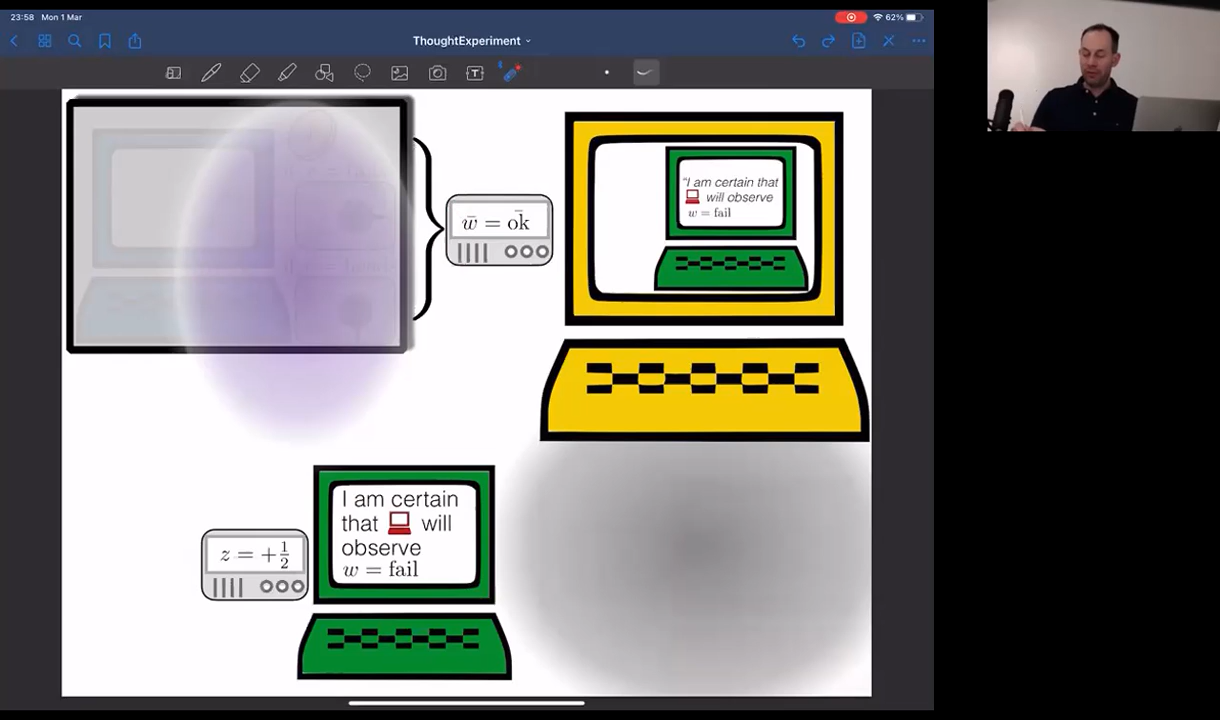 23:58 Mon 1 Mar
62%
ThoughtExperiment
T
w̄ = ok̄
"I am certain that
will observe
w = fail
I am certain
that will
observe
w = fail
z = +1/2